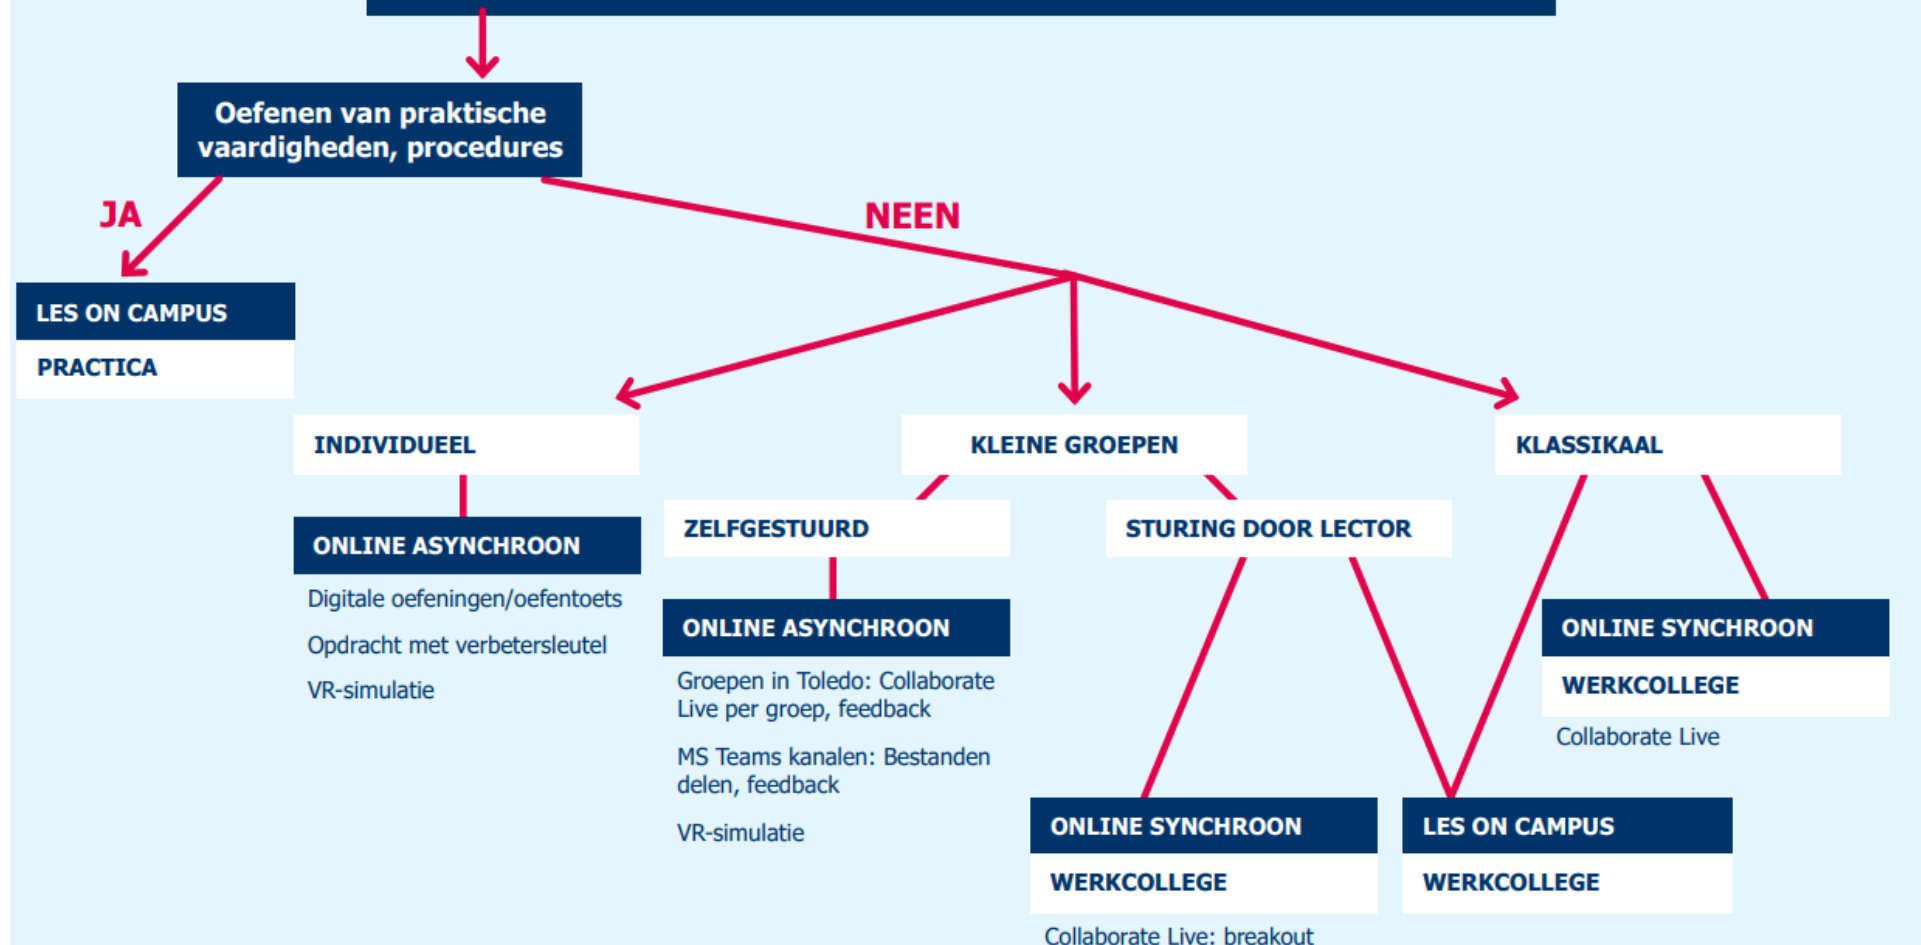 Oefenen van praktische
vaardigheden, procedures
JA
NEEN
LES ON CAMPUS
PRACTICA
INDIVIDUEEL
KLEINE GROEPEN
KLASSIKAAL
ZELFGESTUURD
STURING DOOR LECTOR
ONLINE ASYNCHROON
Digitale oefeningen/oefentoets
Opdracht met verbetersleutel
VR-simulatie
ONLINE ASYNCHROON
Groepen in Toledo: Collaborate
Live per groep, feedback
MS Teams kanalen: Bestanden
delen, feedback
VR-simulatie
ONLINE SYNCHROON
WERKCOLLEGE
Collaborate Live
ONLINE SYNCHROON
WERKCOLLEGE
Collaborate Live: breakout
LES ON CAMPUS
WERKCOLLEGE